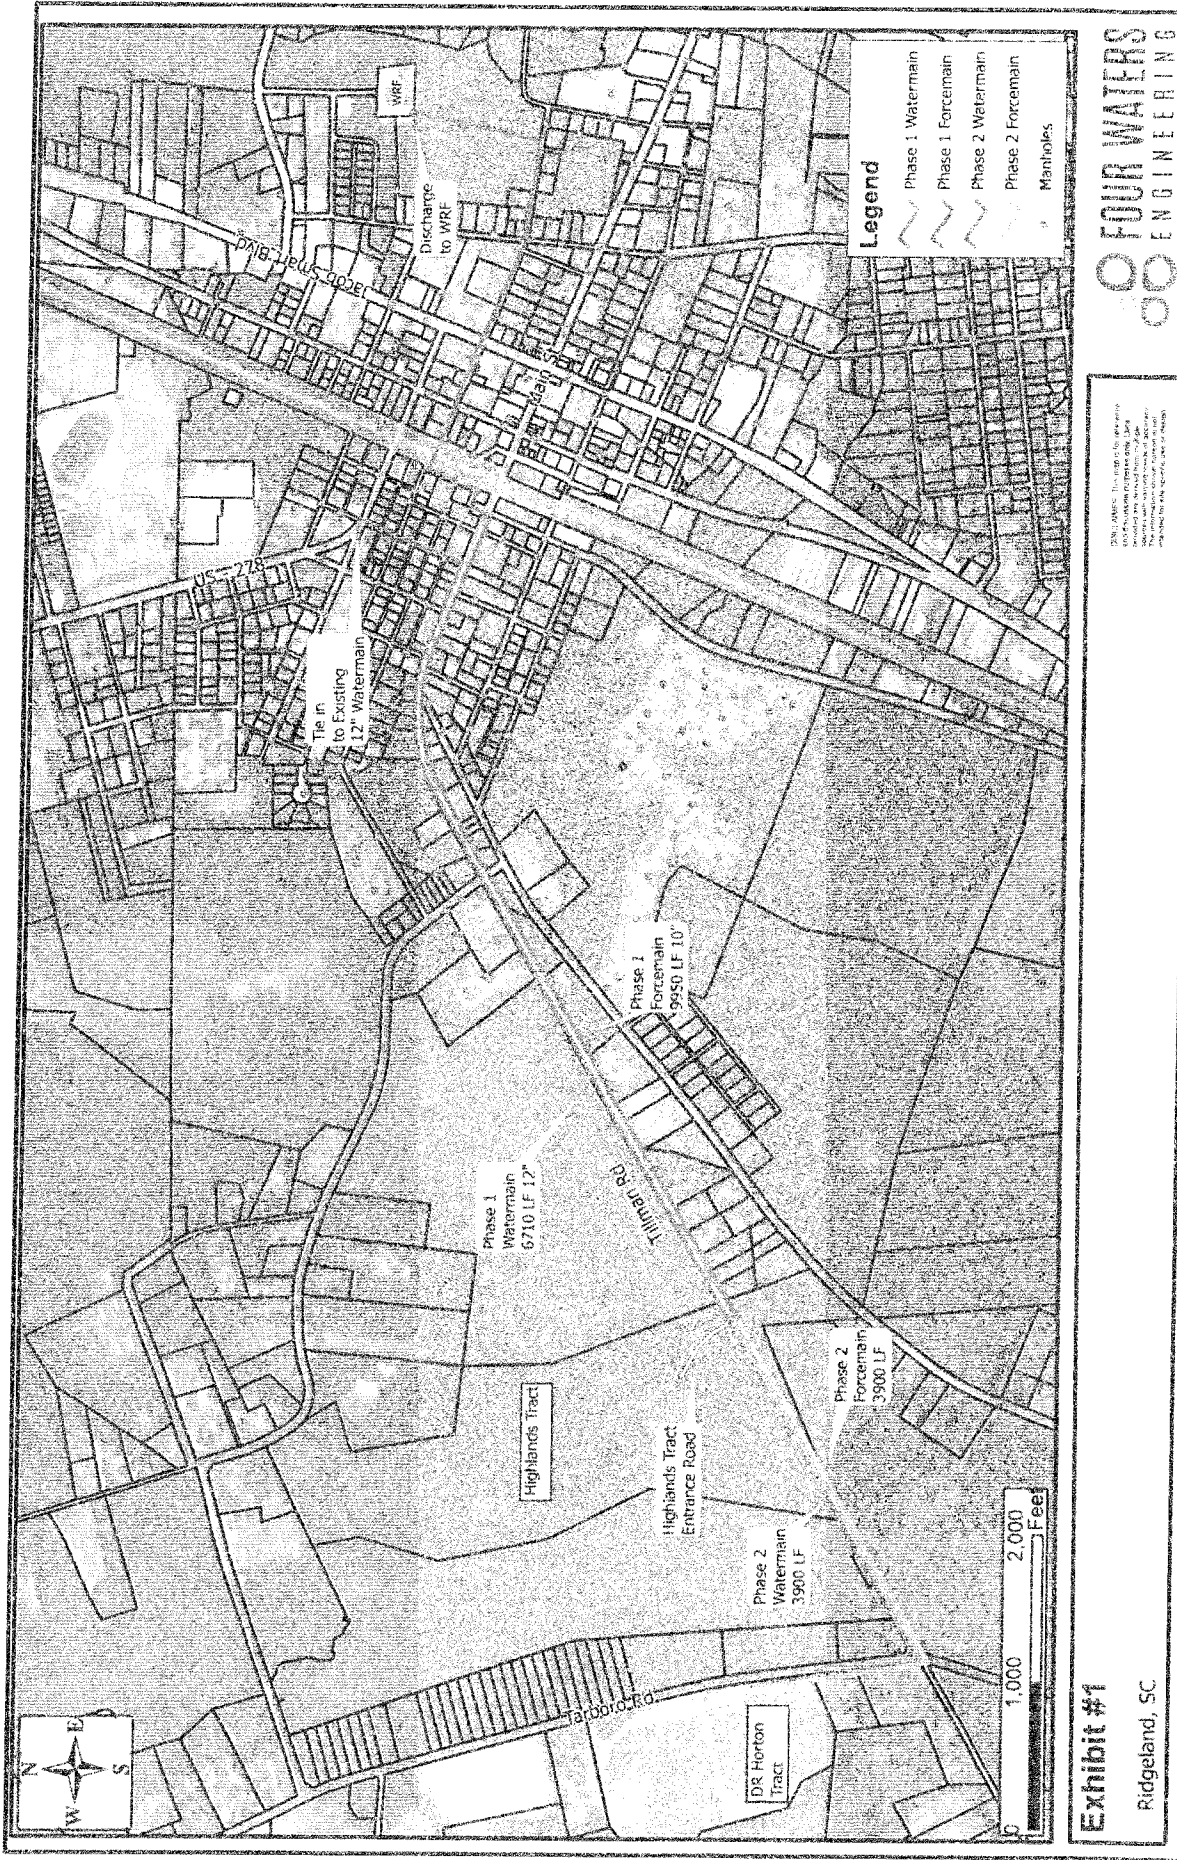 WRF
Jacob Smart Blvd
Discharge
to WRF
US - 278
Tie in
to Existing
12" Watermain
Phase 1
Forcemain
9950 LF 10"
Phase 1
Watermain
6710 LF 12"
Tillman Rd
Highlands Tract
Highlands Tract
Entrance Road
Phase 2
Forcemain
3900 LF
Phase 2
Watermain
3900 LF
Tarboro Rd
DR Horton
Tract
Legend
Phase 1 Watermain
Phase 1 Forcemain
Phase 2 Watermain
Phase 2 Forcemain
Manholes
N
W E
S
0 1,000 2,000
Feet
Exhibit #1
Ridgeland, SC
FOUR WATERS
ENGINEERING